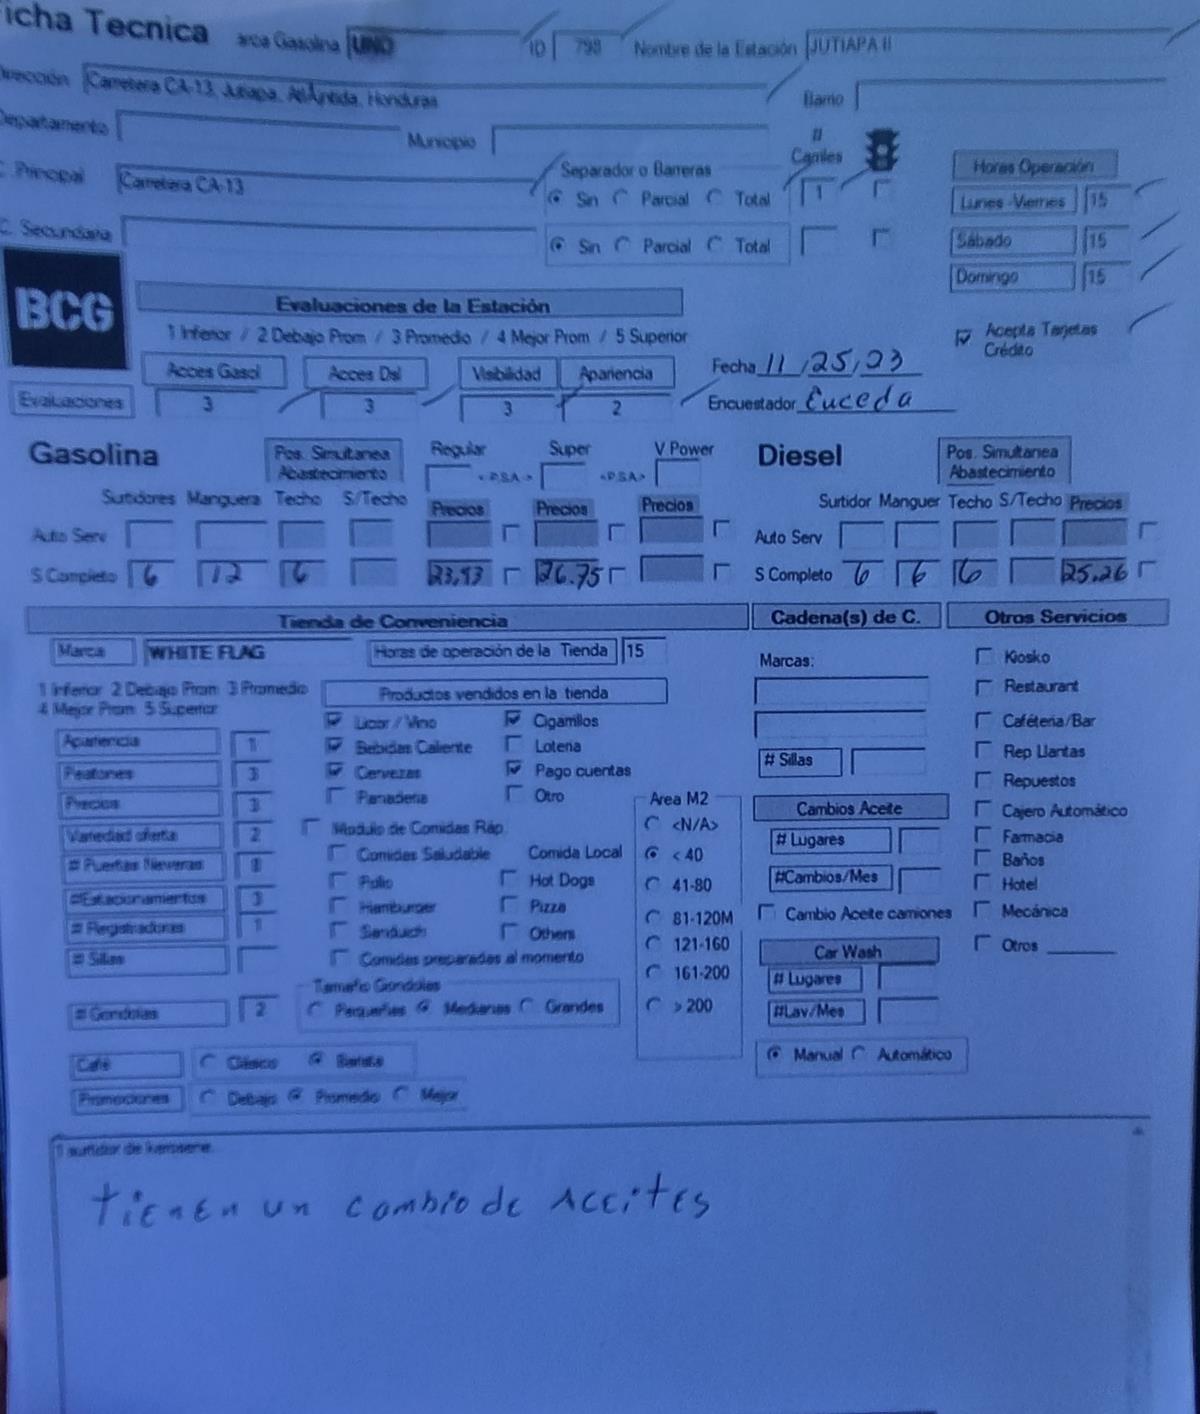 icha Tecnica arca Gasolina UNO ID 798 Nombre de la Estación JUTIAPA II
Dirección Carretera CA-13, Jutiapa, AtlÃntida, Honduras Barrio
Departamento Municipio # Carriles
C. Principal Carretera CA-13 Separador o Barreras Sin Parcial Total 1
C. Secundaria Sin Parcial Total
Horas Operación
Lunes -Viernes 15
Sábado 15
Domingo 15
Acepta Tarjetas Crédito
BCG
Evaluaciones de la Estación
1 Inferior / 2 Debajo Prom / 3 Promedio / 4 Mejor Prom / 5 Superior
Acces Gasol Acces Dsl Visibilidad Apariencia
Evaluaciones 3 3 3 2
Fecha 11/25/23
Encuestador Euceda
Gasolina Pos. Simultanea Abastecimiento Regular <P.S.A.> Super <P.S.A> V Power
Surtidores Manguera Techo S/Techo Precios Precios Precios
Auto Serv
S Completo 6 12 6 23,93 26.75
Diesel Pos. Simultanea Abastecimiento
Surtidor Manguer Techo S/Techo Precios
Auto Serv
S Completo 6 6 6 25.26
Tienda de Conveniencia
Marca WHITE FLAG Horas de operación de la Tienda 15
1 Inferior 2 Debajo Prom 3 Promedio
4 Mejor Prom 5 Superior
Apariencia 1
Peatones 3
Precios 3
Variedad oferta 2
# Puertas Neveras
#Estacionamientos 3
# Registradoras 1
# Sillas
# Gondolas 2
Productos vendidos en la tienda
Licor / Vino Cigarrillos
Bebidas Caliente Loteria
Cervezas Pago cuentas
Panaderia Otro
Modulo de Comidas Ráp.
Comidas Saludable Comida Local
Pollo Hot Dogs
Hamburger Pizza
Sanduich Others
Comidas preparadas al momento
Tamaño Gondolas
Pequeñas Medianas Grandes
Area M2
<N/A>
< 40
41-80
81-120M
121-160
161-200
> 200
Café Clásico Barista
Promociones Debajo Promedio Mejor
Cadena(s) de C.
Marcas:
# Sillas
Cambios Aceite
# Lugares
#Cambios/Mes
Cambio Aceite camiones
Car Wash
# Lugares
#Lav/Mes
Manual Automático
Otros Servicios
Kiosko
Restaurant
Cafétería/Bar
Rep Llantas
Repuestos
Cajero Automático
Farmacia
Baños
Hotel
Mecánica
Otros
1 surtidor de kerosene.
tienen un cambio de Aceites